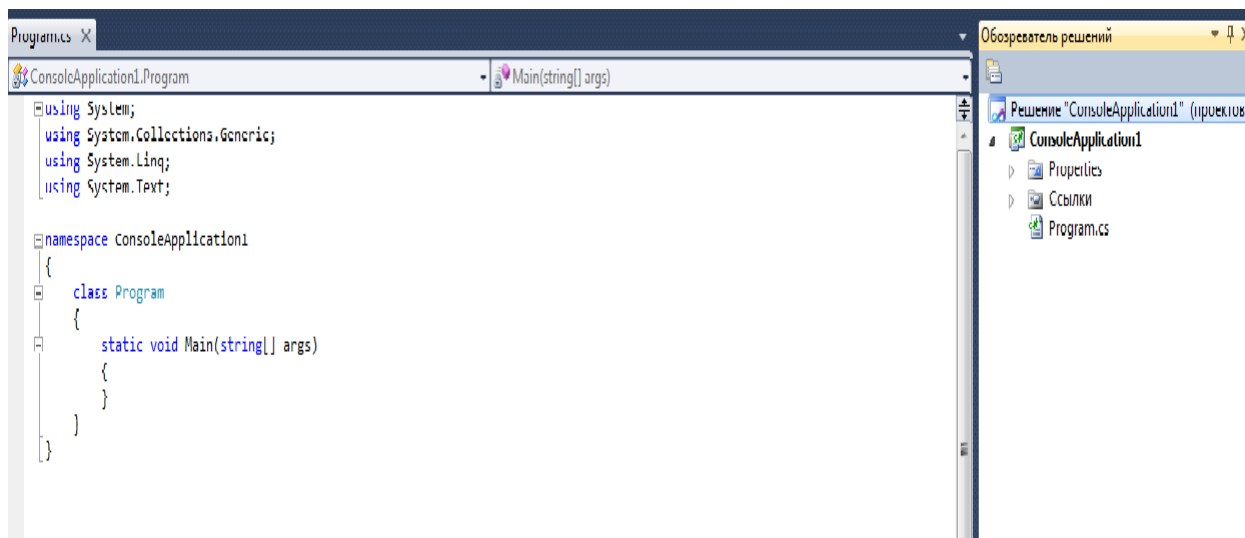 Program.cs
Обозреватель решений
ConsoleApplication1.Program
Main(string[] args)
using System;
using System.Collections.Generic;
using System.Linq;
using System.Text;
namespace ConsoleApplication1
{
class Program
{
static void Main(string[] args)
{
}
}
}
Решение "ConsoleApplication1" (проектов
ConsoleApplication1
Properties
Ссылки
Program.cs